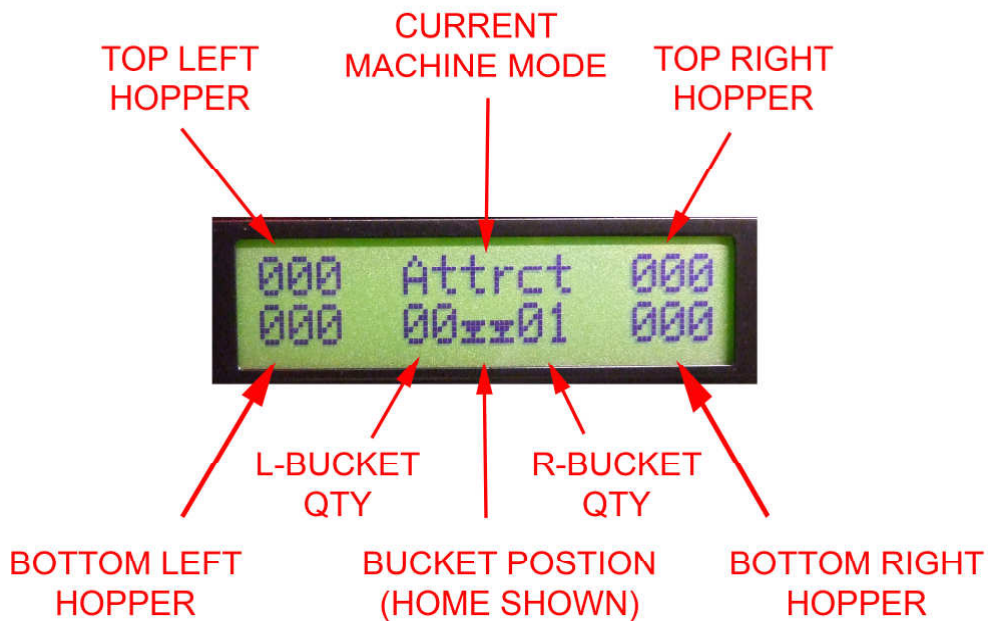 CURRENT
MACHINE MODE
TOP LEFT
HOPPER
TOP RIGHT
HOPPER
000 Attrct 000
000 00 01 000
L-BUCKET
QTY
R-BUCKET
QTY
BOTTOM LEFT
HOPPER
BUCKET POSTION
(HOME SHOWN)
BOTTOM RIGHT
HOPPER